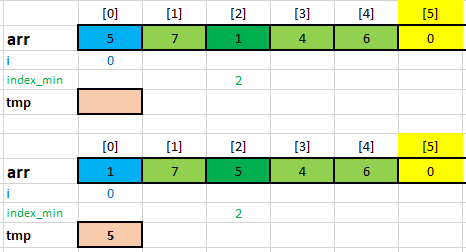 [0] [1] [2] [3] [4] [5]
arr 5 7 1 4 6 0
i 0
index_min 2
tmp
[0] [1] [2] [3] [4] [5]
arr 1 7 5 4 6 0
i 0
index_min 2
tmp 5